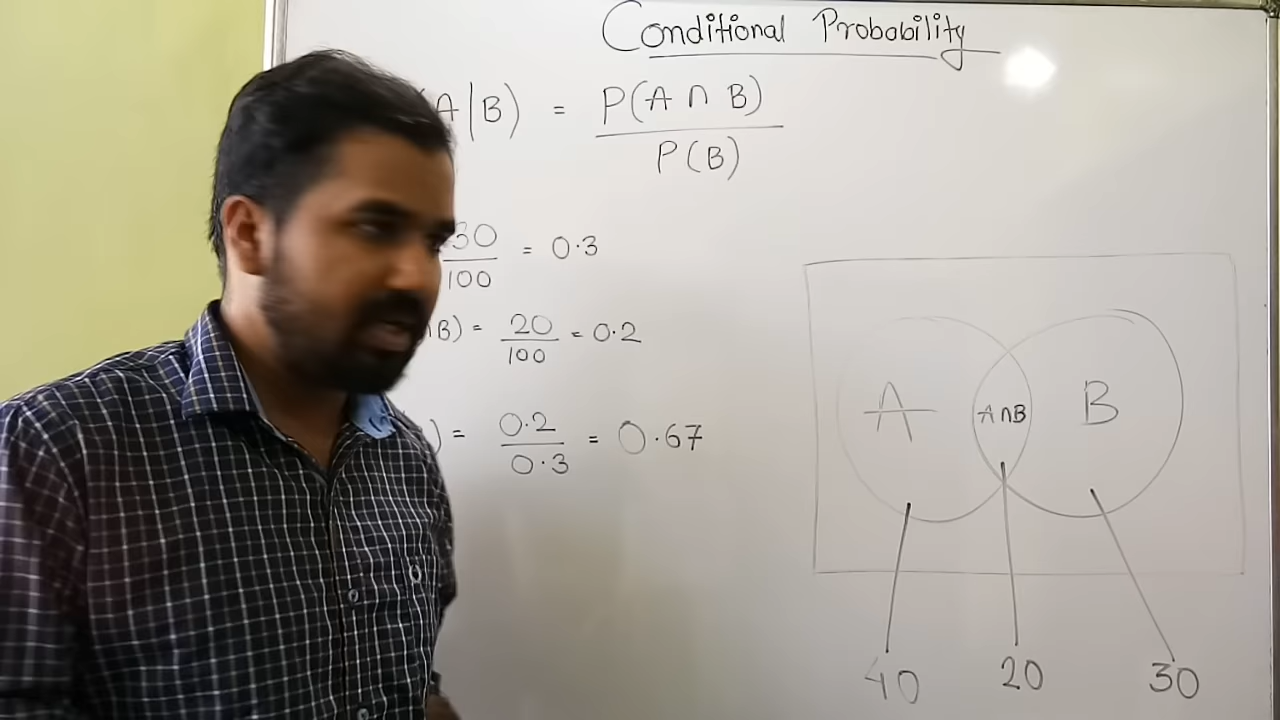 Conditional Probability
A|B) = P(A ∩ B)
P(B)
30
100 = 0.3
B) = 20
100 = 0.2
) = 0.2
0.3 = 0.67
A
A∩B
B
40
20
30